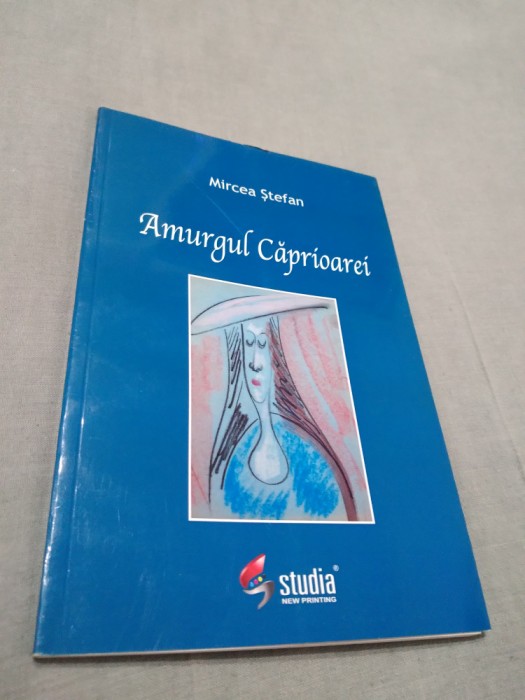 Mircea Ștefan
Amurgul Căprioarei
studia®
NEW PRINTING